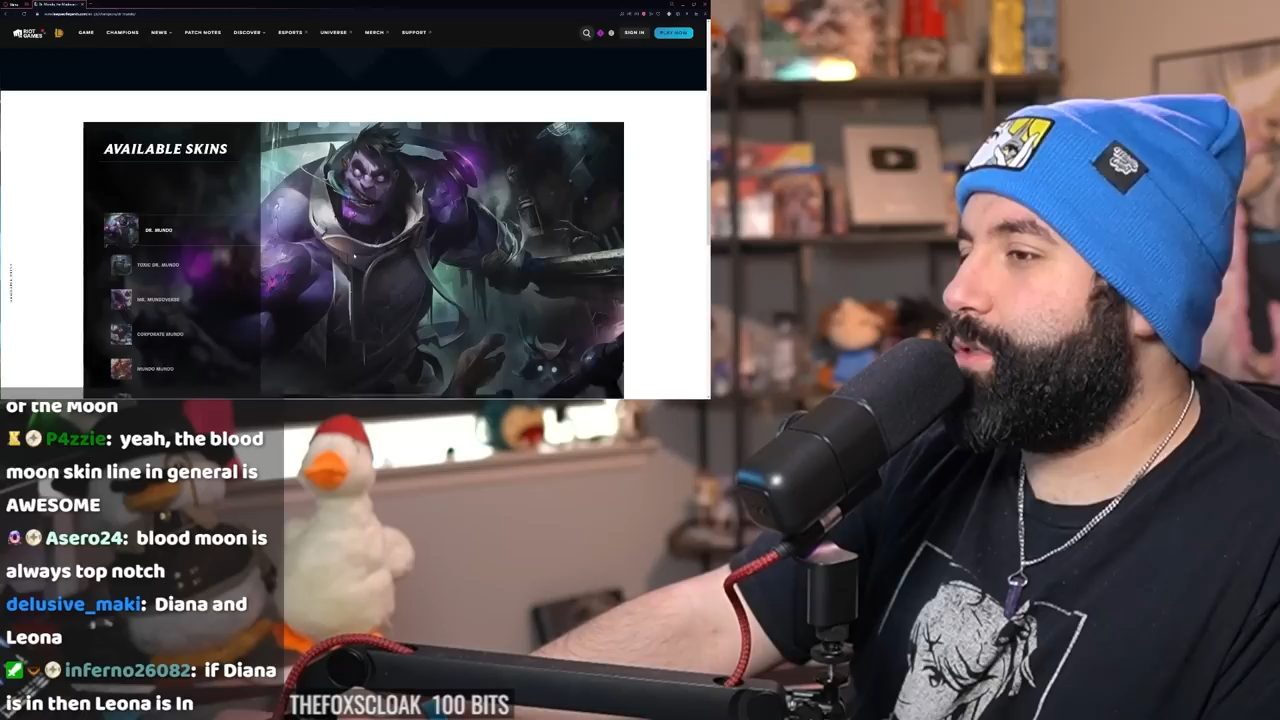 RIOT GAMES
GAME CHAMPIONS NEWS PATCH NOTES DISCOVER ESPORTS UNIVERSE MERCH SUPPORT SIGN IN PLAY NOW
AVAILABLE SKINS
DR. MUNDO
TOXIC DR. MUNDO
MR. MUNDOVERSE
CORPORATE MUNDO
MUNDO MUNDO
of the Moon
P4zzie: yeah, the blood
moon skin line in general is
AWESOME
Asero24: blood moon is
always top notch
delusive_maki: Diana and
Leona
inferno26082: if Diana
is in then Leona is In
THEFOXSCLOAK 100 BITS